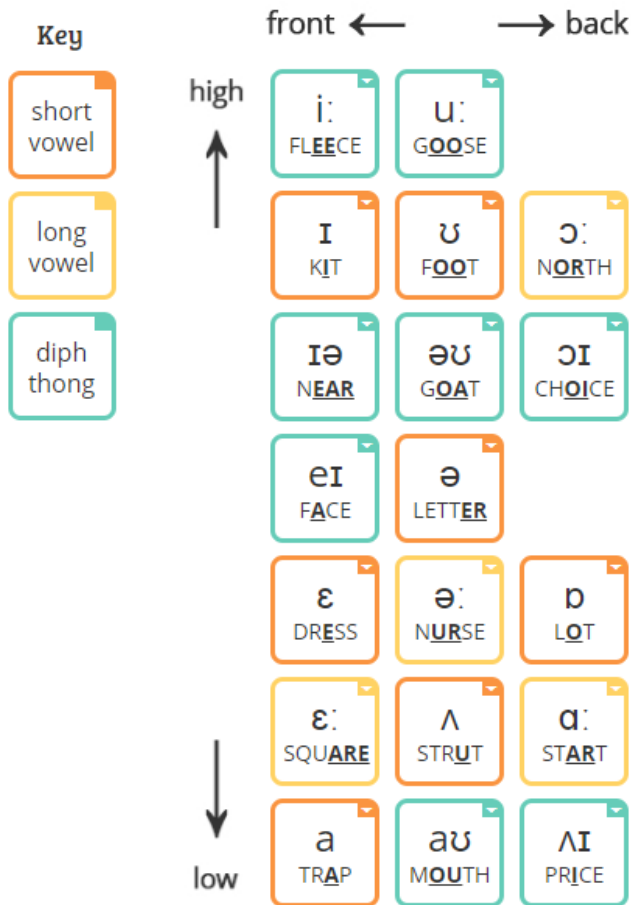 Key
short
vowel
long
vowel
diph
thong
front back
high
low
iː uː
FLEECE GOOSE
ɪ ʊ ɔː
KIT FOOT NORTH
ɪə əʊ ɔɪ
NEAR GOAT CHOICE
eɪ ə
FACE LETTER
ɛ əː ɒ
DRESS NURSE LOT
ɛː ʌ ɑː
SQUARE STRUT START
a aʊ ʌɪ
TRAP MOUTH PRICE